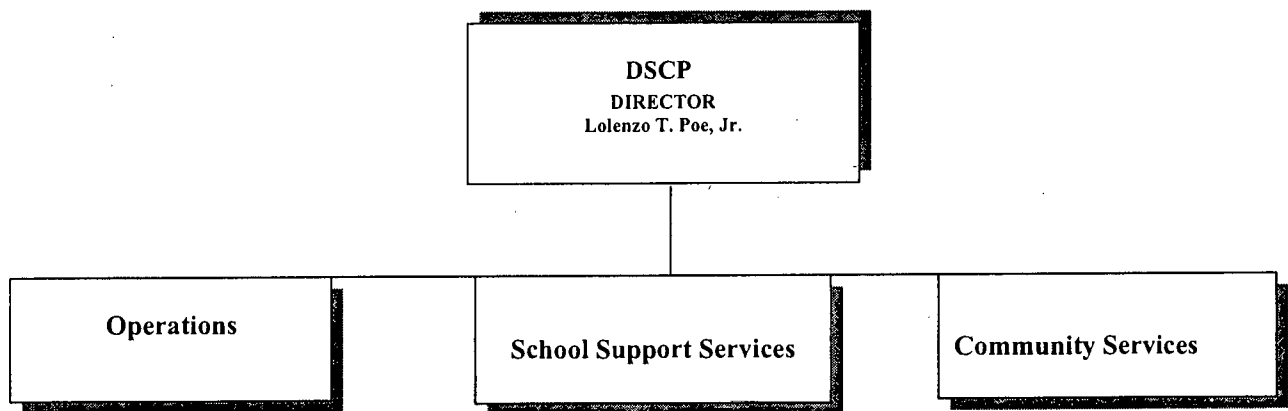 DSCP
DIRECTOR
Lolenzo T. Poe, Jr.
Operations
School Support Services
Community Services